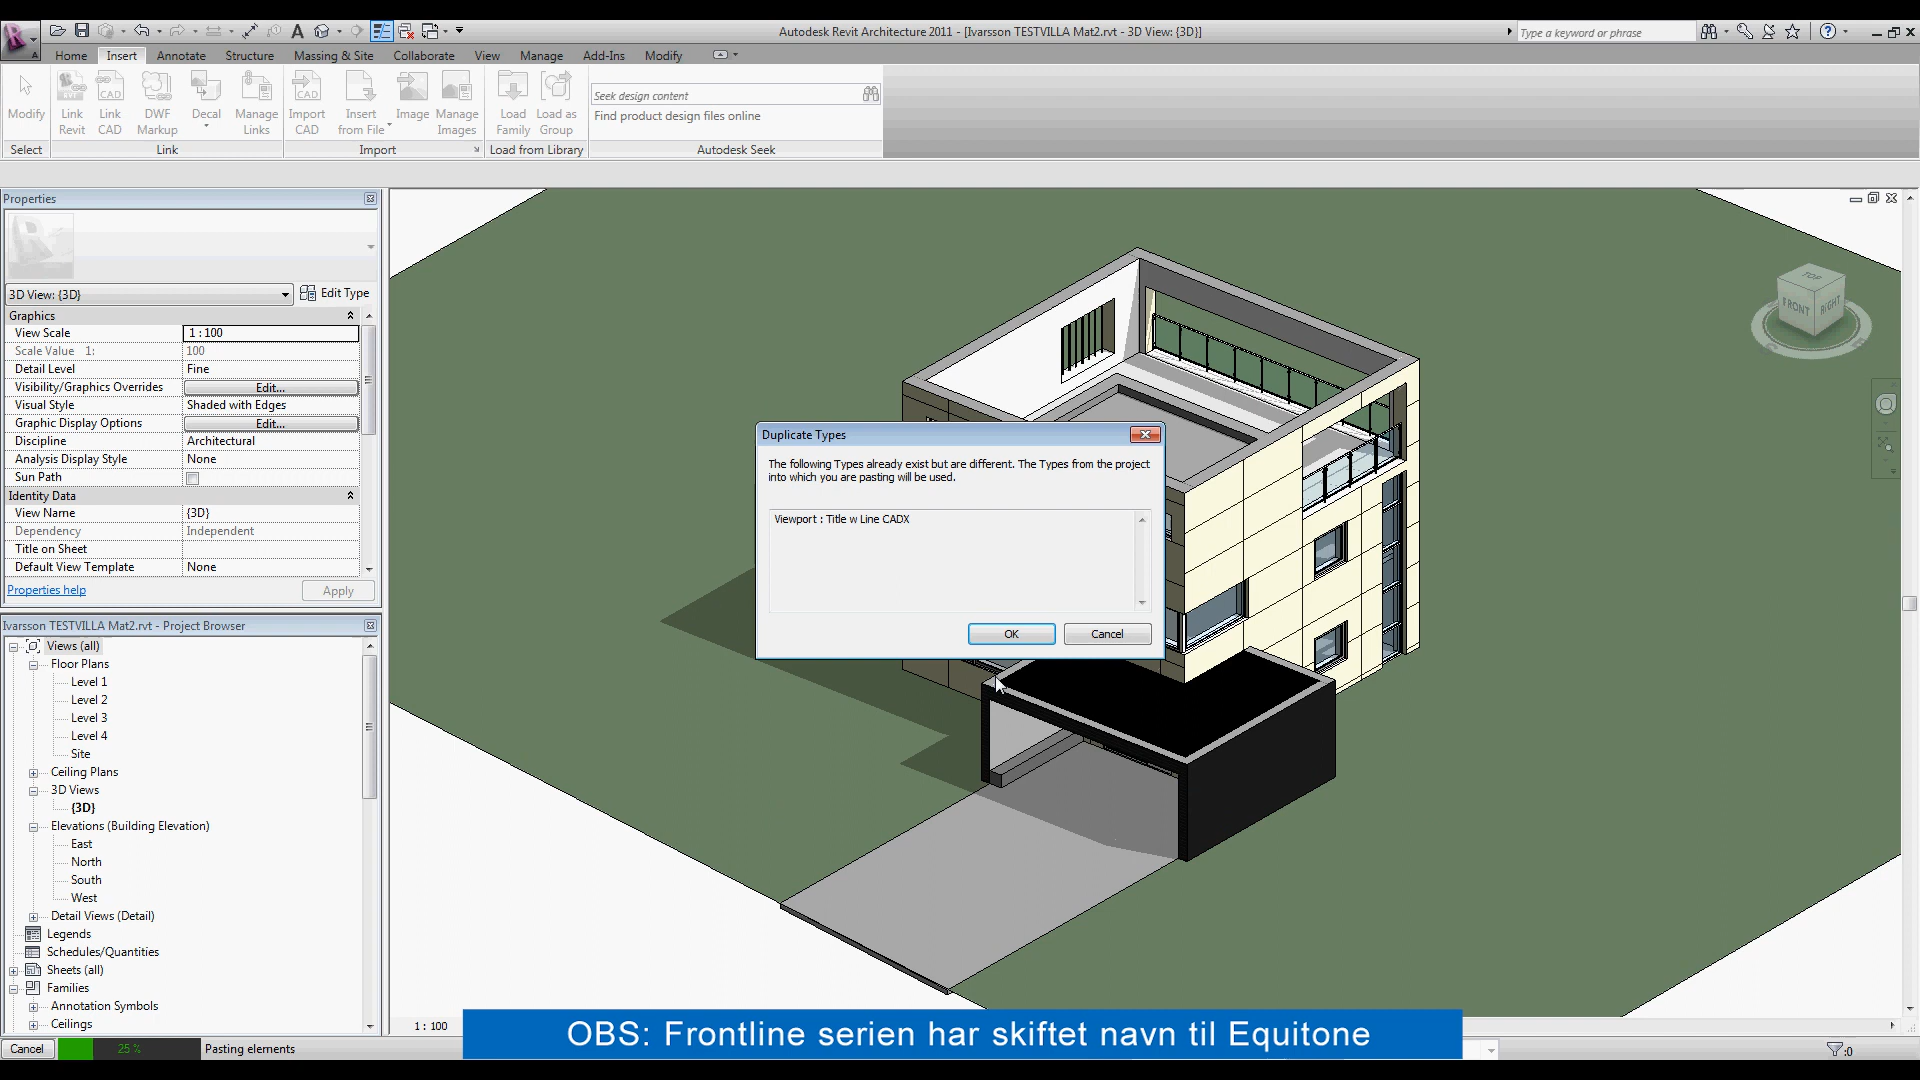 Autodesk Revit Architecture 2011 - [Ivarsson TESTVILLA Mat2.rvt - 3D View: {3D}]
Type a keyword or phrase
Home Insert Annotate Structure Massing & Site Collaborate View Manage Add-Ins Modify
Modify
Link Revit
Link CAD
DWF Markup
Decal
Manage Links
Import CAD
Insert from File
Image
Manage Images
Load Family
Load as Group
Seek design content
Find product design files online
Select Link Import Load from Library Autodesk Seek
Properties
3D View: {3D} Edit Type
Graphics
View Scale 1 : 100
Scale Value 1: 100
Detail Level Fine
Visibility/Graphics Overrides Edit...
Visual Style Shaded with Edges
Graphic Display Options Edit...
Discipline Architectural
Analysis Display Style None
Sun Path
Identity Data
View Name {3D}
Dependency Independent
Title on Sheet
Default View Template None
Properties help Apply
Ivarsson TESTVILLA Mat2.rvt - Project Browser
Views (all)
Floor Plans
Level 1
Level 2
Level 3
Level 4
Site
Ceiling Plans
3D Views
{3D}
Elevations (Building Elevation)
East
North
South
West
Detail Views (Detail)
Legends
Schedules/Quantities
Sheets (all)
Families
Annotation Symbols
Ceilings
TOP
FRONT RIGHT
Duplicate Types
The following Types already exist but are different. The Types from the project
into which you are pasting will be used.
Viewport : Title w Line CADX
OK Cancel
1 : 100
OBS: Frontline serien har skiftet navn til Equitone
Cancel 25 % Pasting elements
:0